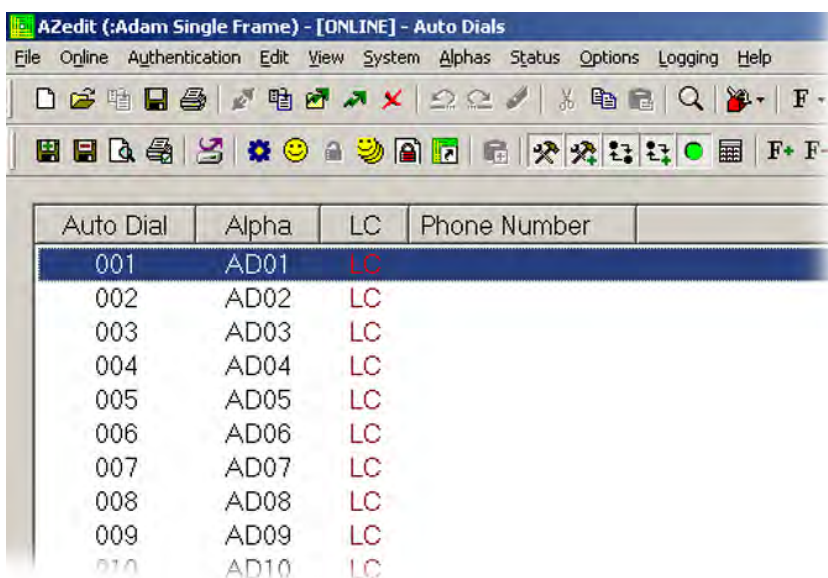 AZedit (:Adam Single Frame) - [ONLINE] - Auto Dials
File Online Authentication Edit View System Alphas Status Options Logging Help
F
F+ F-
Auto Dial Alpha LC Phone Number
001 AD01 LC
002 AD02 LC
003 AD03 LC
004 AD04 LC
005 AD05 LC
006 AD06 LC
007 AD07 LC
008 AD08 LC
009 AD09 LC
010 AD10 LC